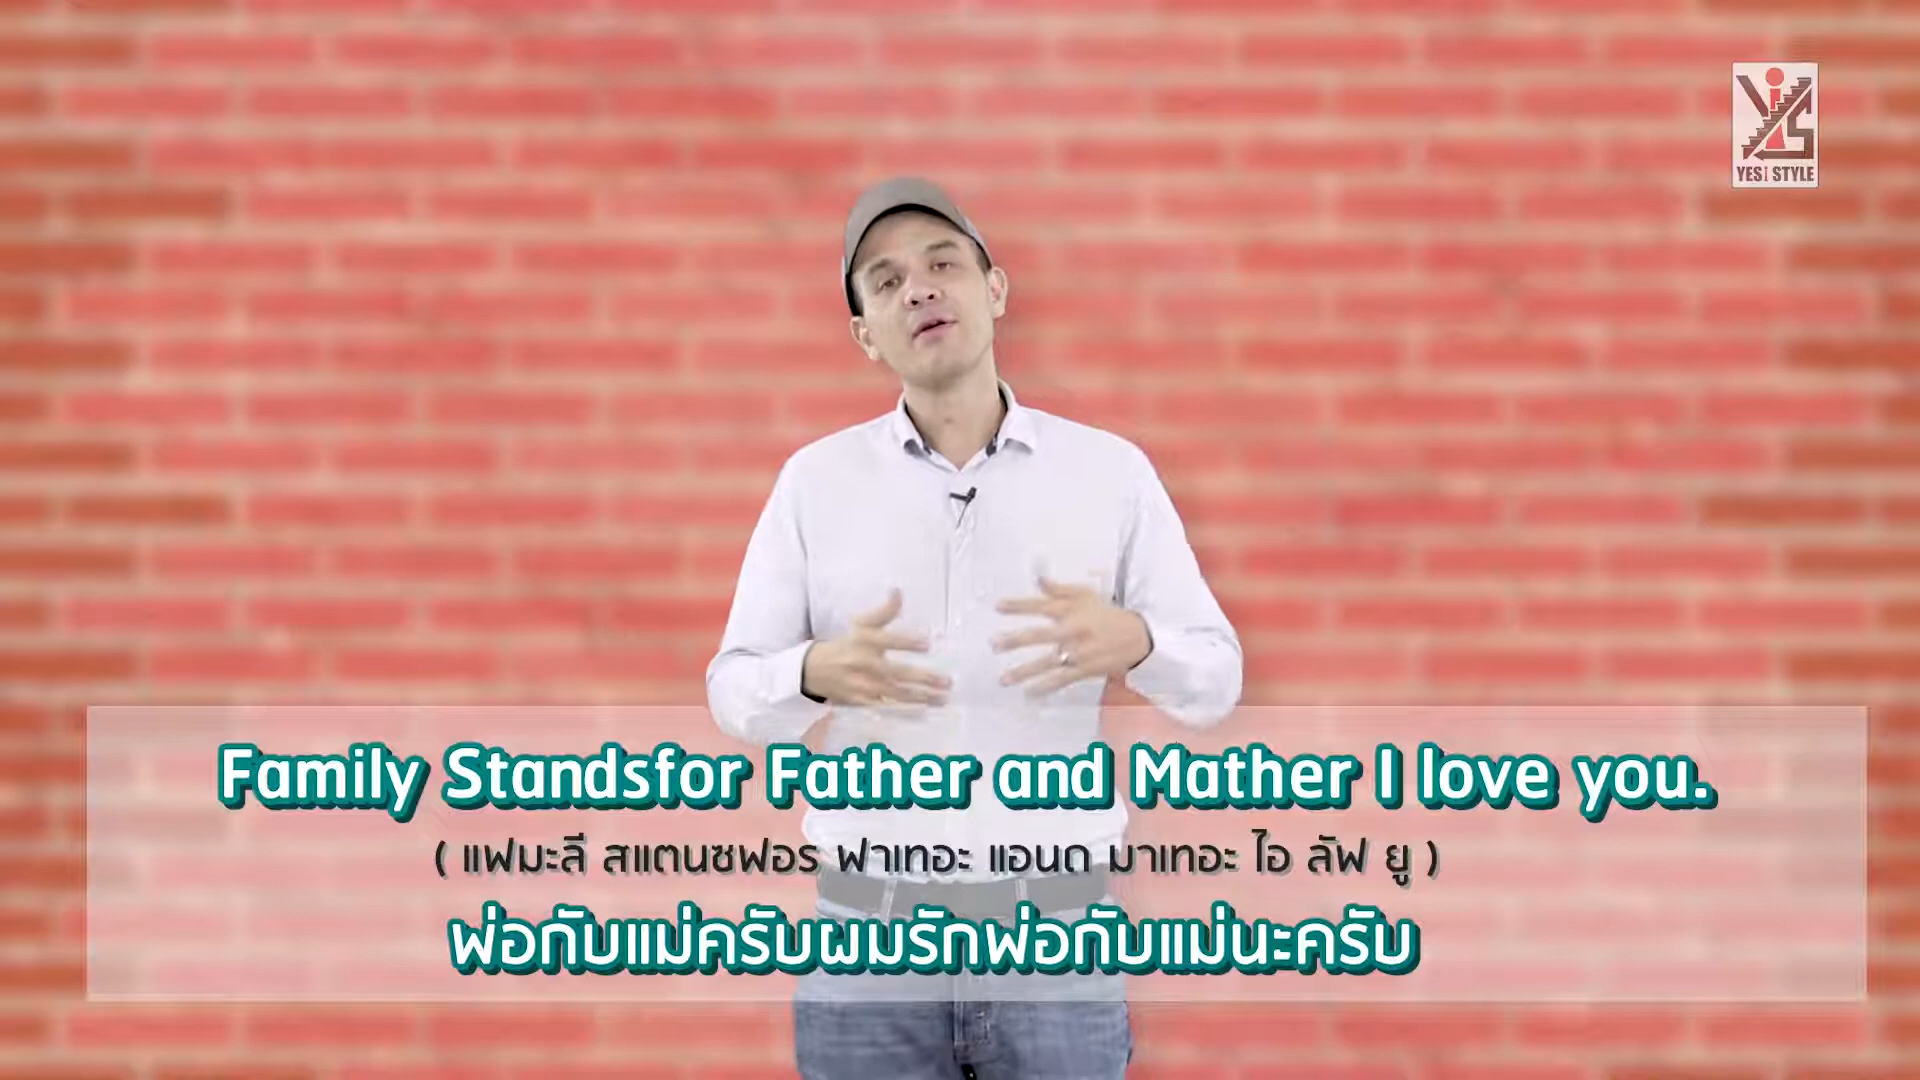 YiS
YES i STYLE
Family Standsfor Father and Mather I love you.
( แฟมะลี สแตนซฟอร ฟาเทอะ แอนด มาเทอะ ไอ ลัฟ ยู )
พ่อกับแม่ครับผมรักพ่อกับแม่นะครับ